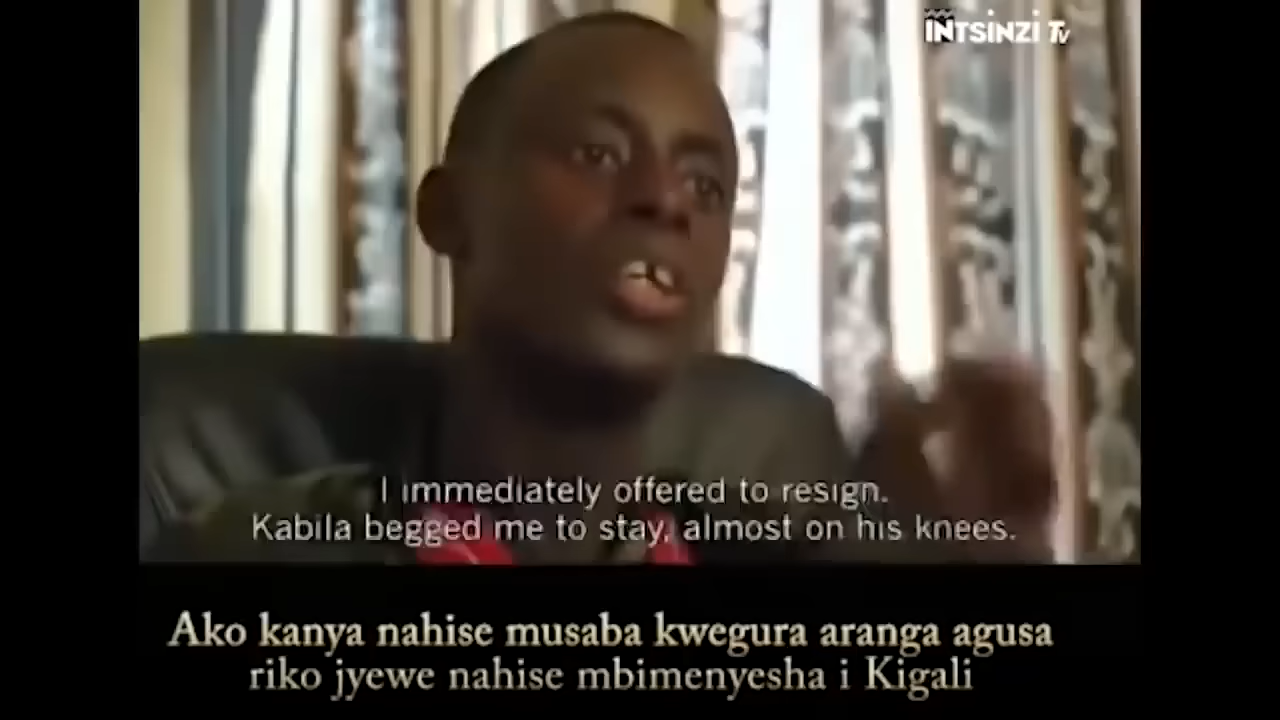 INTSINZI Tv
I immediately offered to resign.
Kabila begged me to stay, almost on his knees.
Ako kanya nahise musaba kwegura aranga agusa
riko jyewe nahise mbimenyesha i Kigali